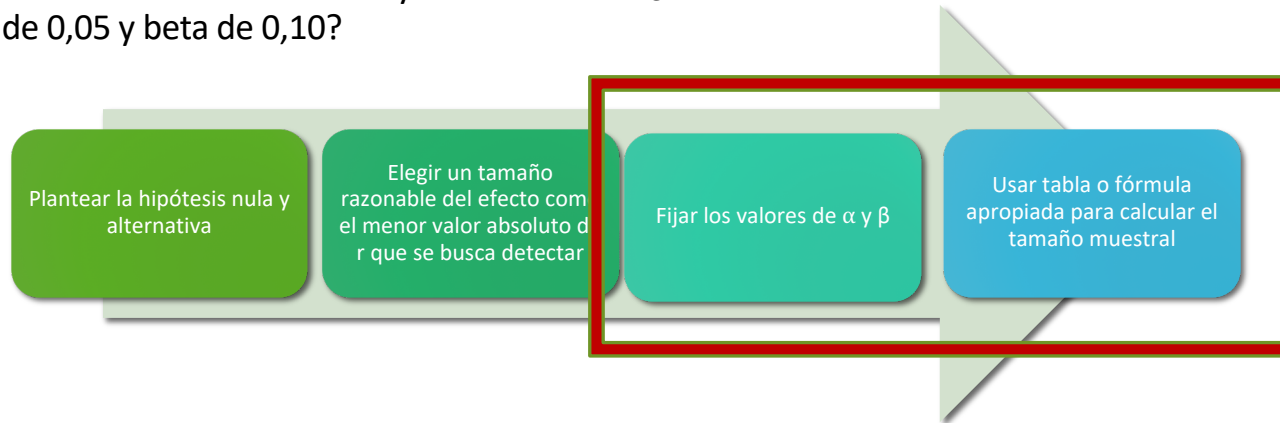 de 0,05 y beta de 0,10?
Plantear la hipótesis nula y
alternativa
Elegir un tamaño
razonable del efecto com
el menor valor absoluto d
r que se busca detectar
Fijar los valores de α y β
Usar tabla o fórmula
apropiada para calcular el
tamaño muestral